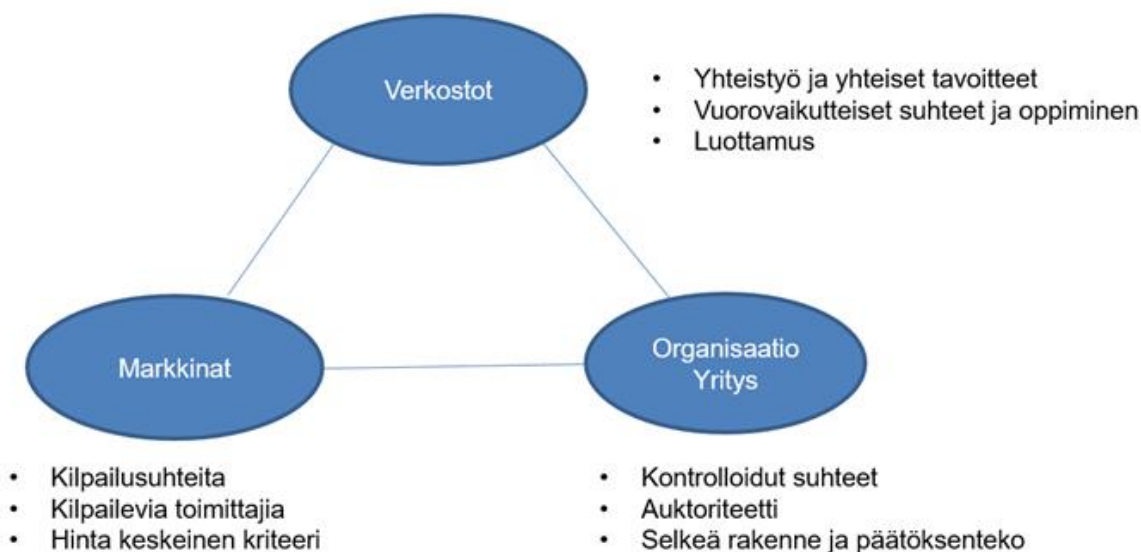 Verkostot
• Yhteistyö ja yhteiset tavoitteet
• Vuorovaikutteiset suhteet ja oppiminen
• Luottamus
Markkinat
Organisaatio
Yritys
• Kilpailusuhteita
• Kilpailevia toimittajia
• Hinta keskeinen kriteeri
• Kontrolloidut suhteet
• Auktoriteetti
• Selkeä rakenne ja päätöksenteko